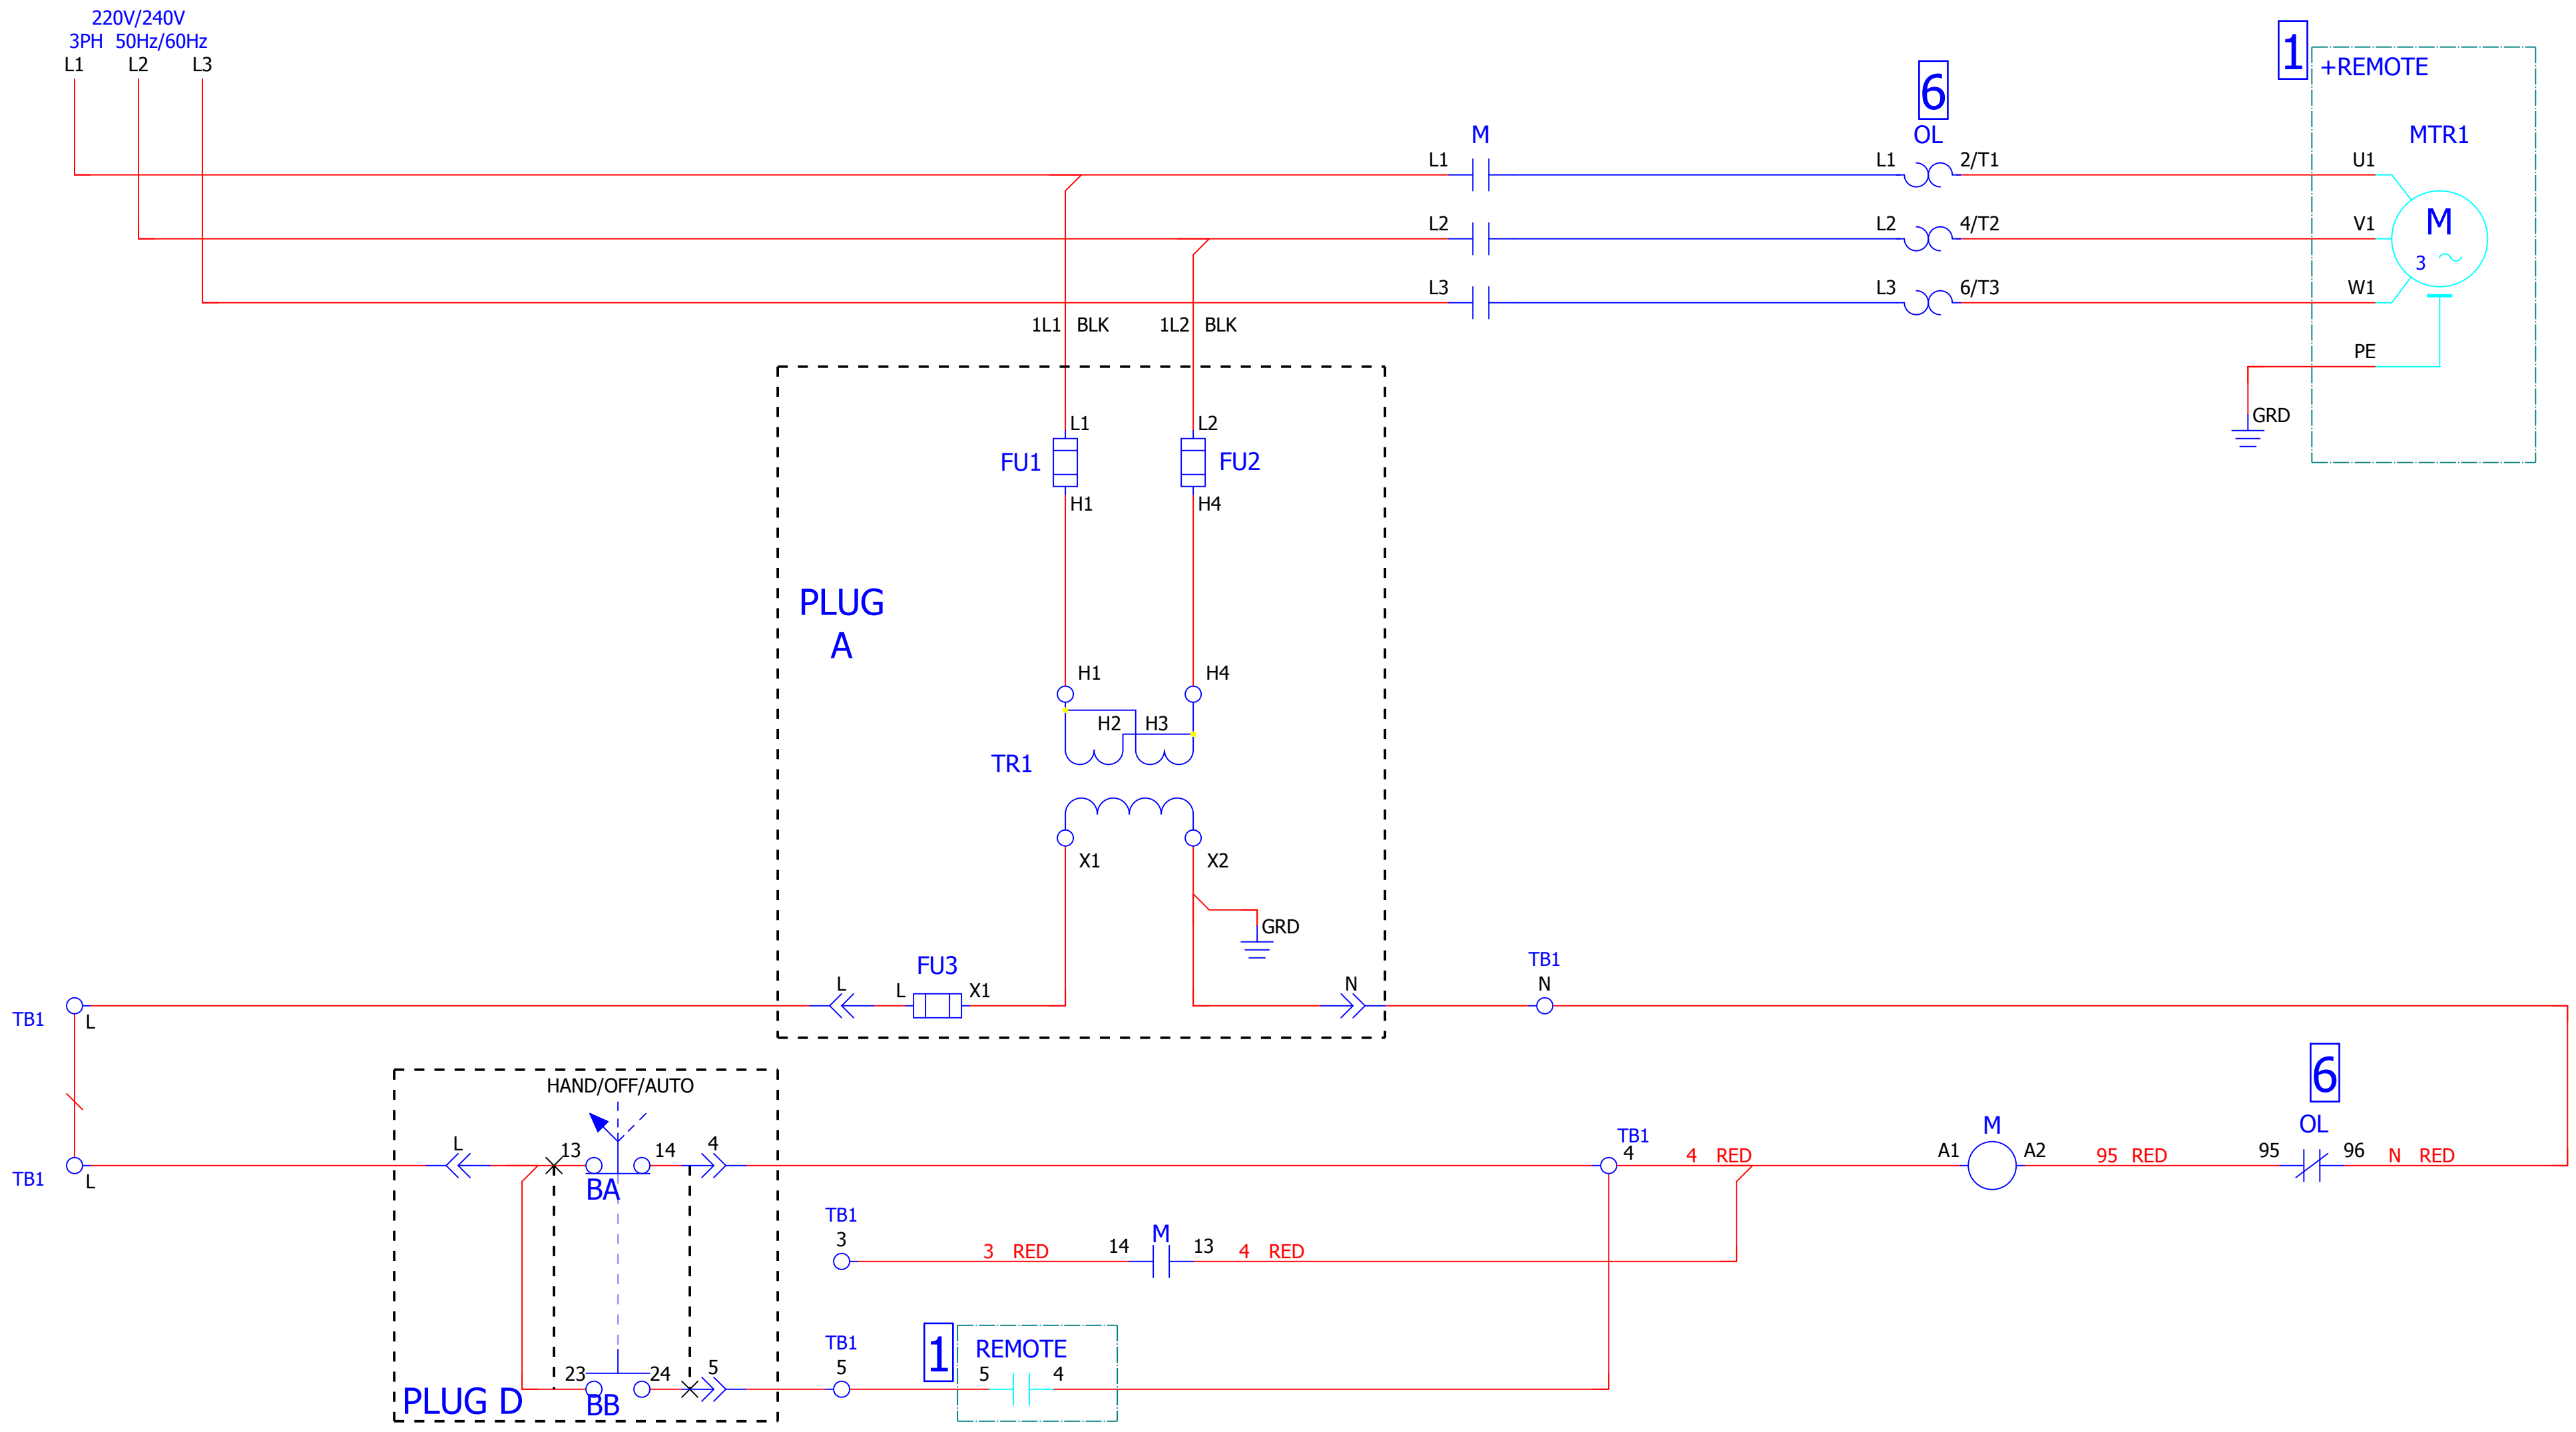 220V/240V
3PH 50Hz/60Hz
L1 L2 L3
1
+REMOTE
6
M OL MTR1
L1 L1 2/T1 U1
M
L2 L2 4/T2 V1
3
L3 L3 6/T3 W1
1L1 BLK 1L2 BLK
PE
GRD
L1 L2
FU1 FU2
H1 H4
PLUG
A
H1 H4
H2 H3
TR1
X1 X2
GRD
FU3
TB1
L L X1 N N
TB1 L
6
HAND/OFF/AUTO
M OL
L 13 14 4
TB1
4
4 RED A1 A2 95 RED 95 96 N RED
TB1 L
BA
TB1
3
3 RED 14 M 13 4 RED
TB1
1
REMOTE
23 24 5 5 5 4
PLUG D BB